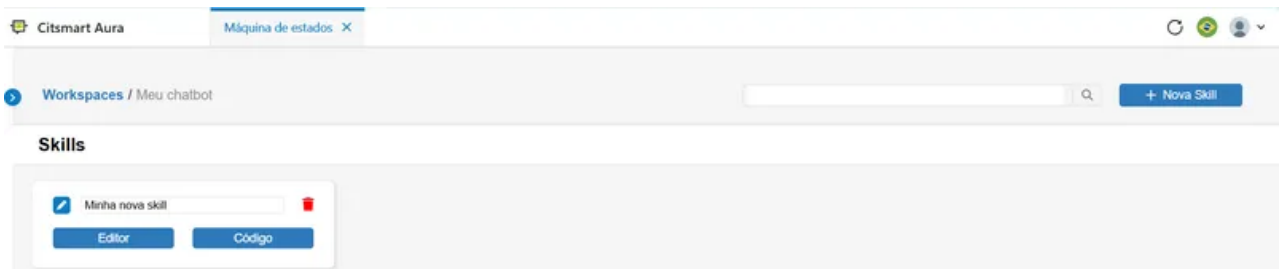 Citsmart Aura
Máquina de estados X
Workspaces / Meu chatbot
+ Nova Skill
Skills
Minha nova skill
Editor
Código